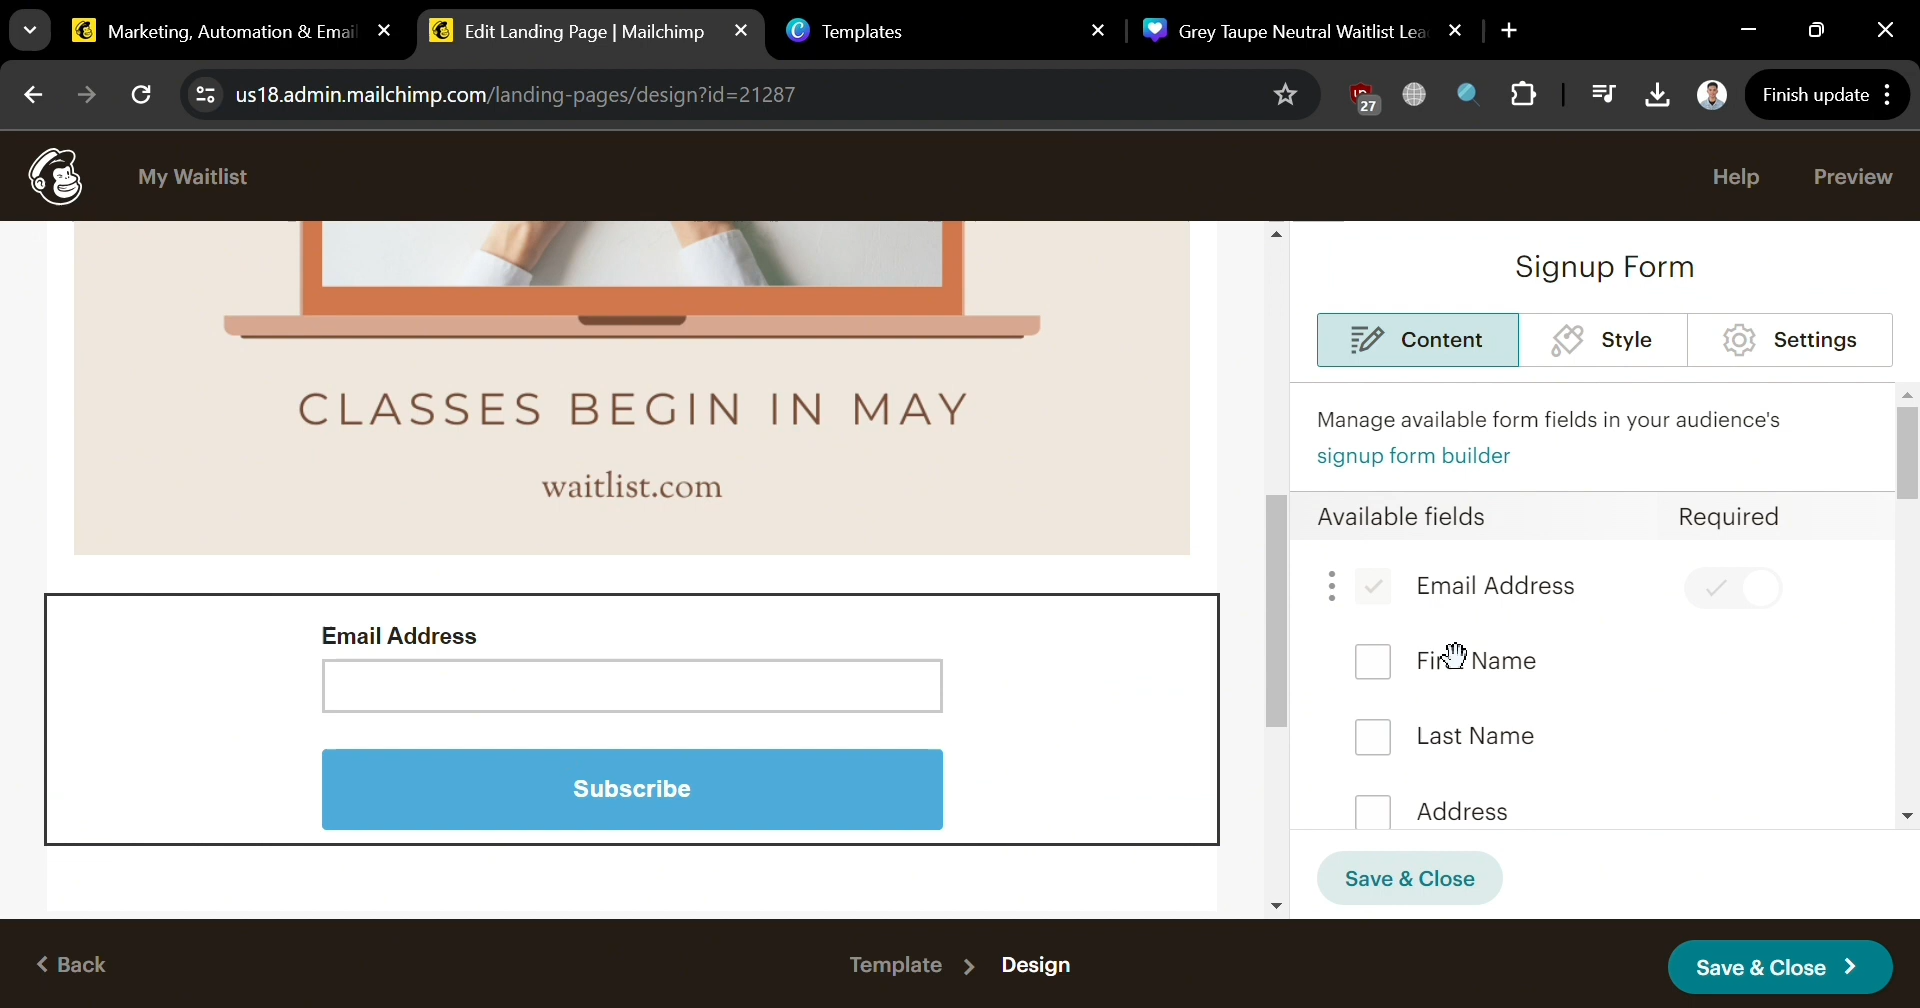 Marketing, Automation & Emai
Edit Landing Page | Mailchimp
Templates
Grey Taupe Neutral Waitlist Lea
us18.admin.mailchimp.com/landing-pages/design?id=21287
27
Finish update
My Waitlist
Help
Preview
CLASSES BEGIN IN MAY
waitlist.com
Email Address
Subscribe
Signup Form
Content
Style
Settings
Manage available form fields in your audience's
signup form builder
Available fields
Required
Email Address
First Name
Last Name
Address
Save & Close
Back
Template
Design
Save & Close